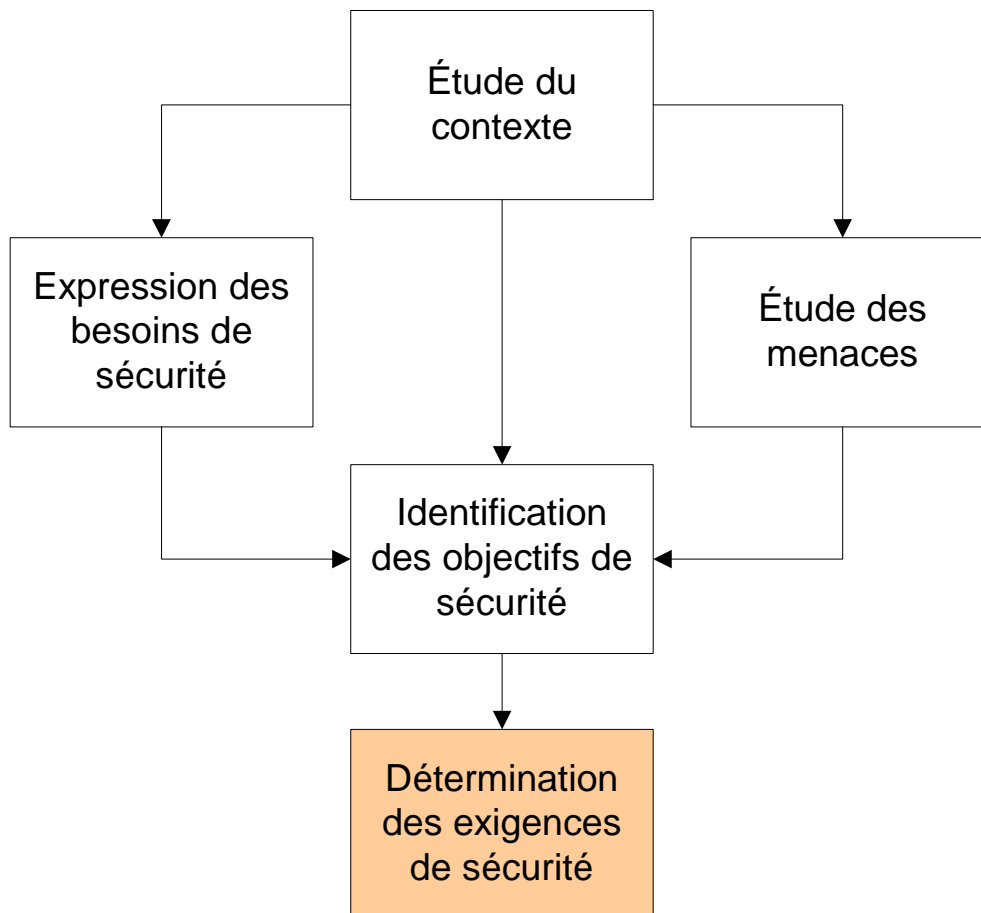 Étude du
contexte
Expression des
besoins de
sécurité
Étude des
menaces
Identification
des objectifs de
sécurité
Détermination
des exigences
de sécurité